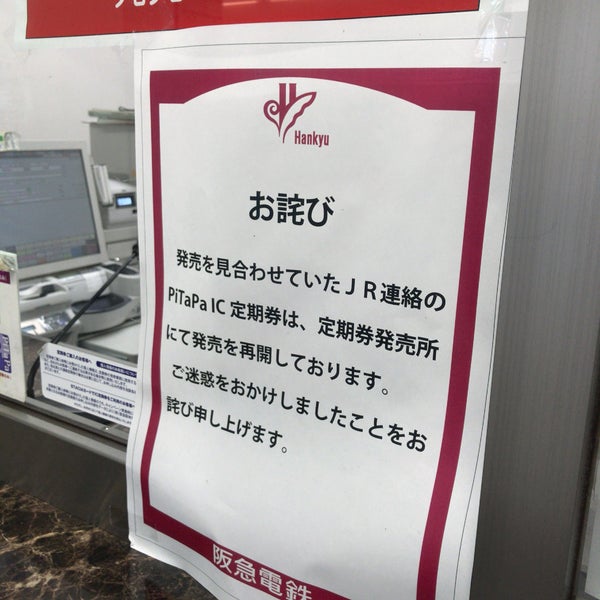 Hankyu
お詫び
発売を見合わせていたＪＲ連絡の
PiTaPa IC 定期券は、定期券発売所
にて発売を再開しております。
ご迷惑をおかけしましたことをお
詫び申し上げます。
阪急電鉄